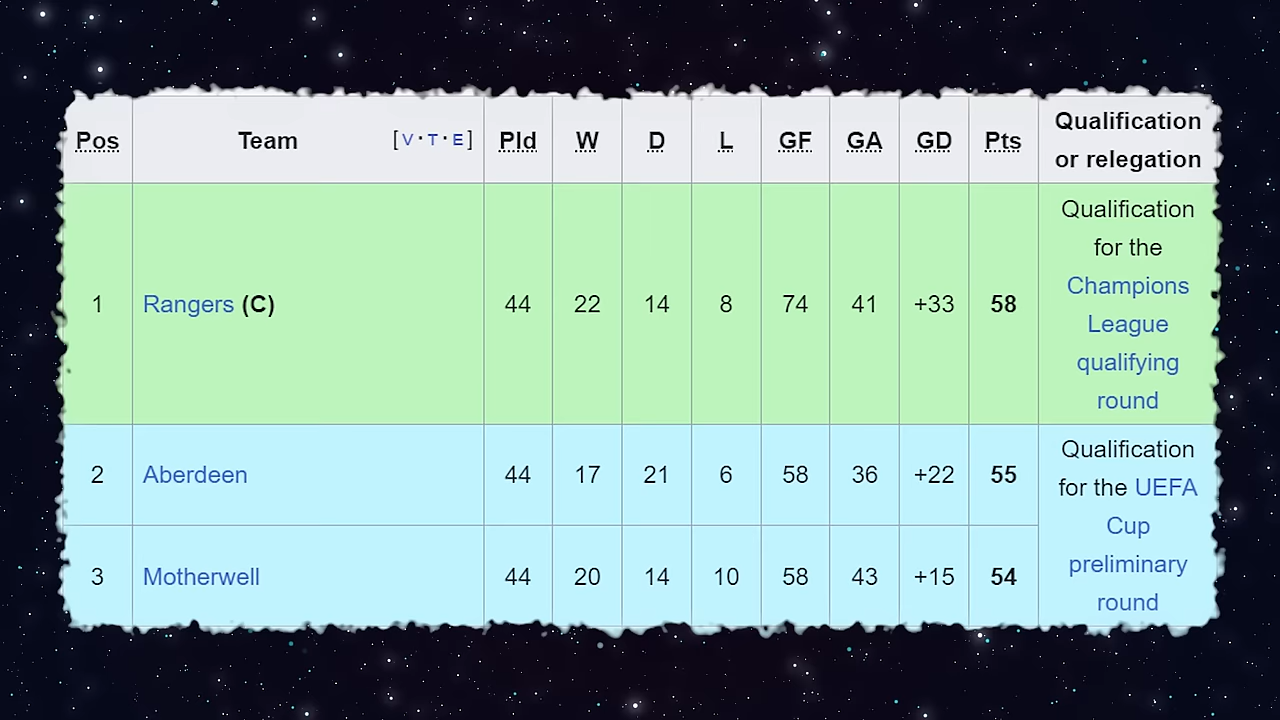 Pos Team [V·T·E] Pld W D L GF GA GD Pts Qualification
or relegation
1 Rangers (C) 44 22 14 8 74 41 +33 58 Qualification
for the
Champions
League
qualifying
round
2 Aberdeen 44 17 21 6 58 36 +22 55 Qualification
for the UEFA
Cup
preliminary
round
3 Motherwell 44 20 14 10 58 43 +15 54